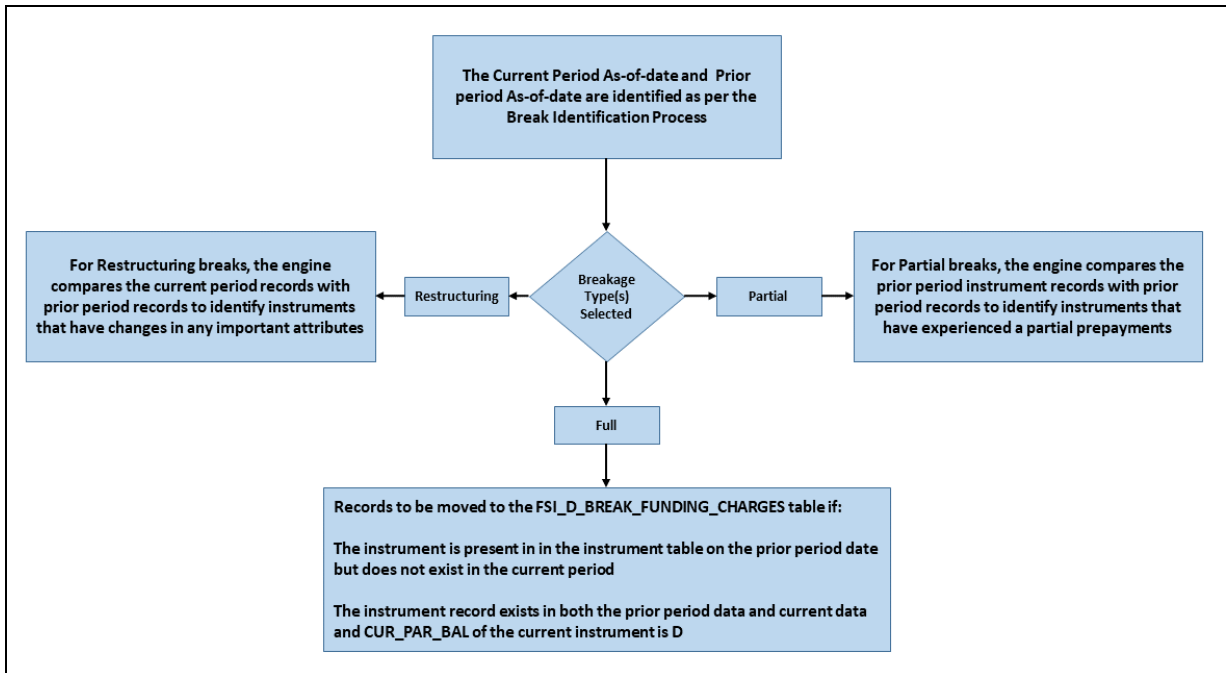 The Current Period As-of-date and Prior
period As-of-date are identified as per the
Break Identification Process
For Restructuring breaks, the engine
compares the current period records with
prior period records to identify instruments
that have changes in any important attributes
Restructuring
Breakage
Type(s)
Selected
Partial
For Partial breaks, the engine compares the
prior period instrument records with prior
period records to identify instruments that
have experienced a partial prepayments
Full
Records to be moved to the FSI_D_BREAK_FUNDING_CHARGES table if:
The instrument is present in in the instrument table on the prior period date
but does not exist in the current period
The instrument record exists in both the prior period data and current data
and CUR_PAR_BAL of the current instrument is D